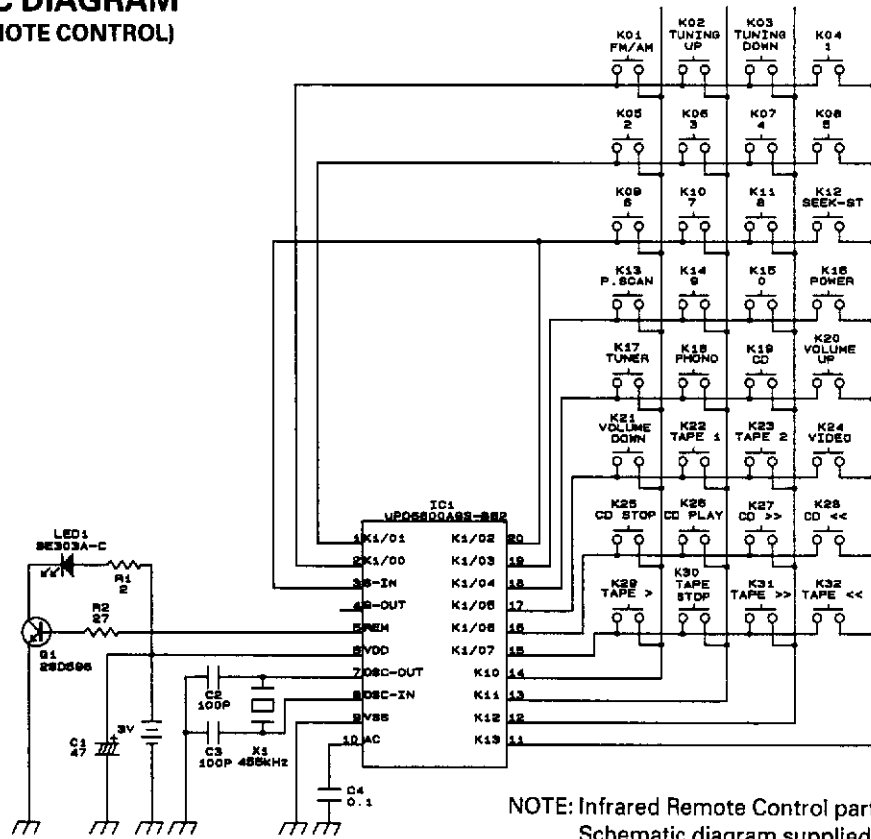 C DIAGRAM
MOTE CONTROL)
K01
FM/AM
K02
TUNING
UP
K03
TUNING
DOWN
K04
1
K05
2
K06
3
K07
4
K08
5
K09
6
K10
7
K11
8
K12
SEEK-ST
K13
P.SCAN
K14
9
K15
0
K16
POWER
K17
TUNER
K18
PHONO
K19
CD
K20
VOLUME
UP
K21
VOLUME
DOWN
K22
TAPE 1
K23
TAPE 2
K24
VIDEO
K25
CD STOP
K26
CD PLAY
K27
CD >>
K28
CD <<
K29
TAPE >
K30
TAPE
STOP
K31
TAPE >>
K32
TAPE <<
IC1
1 K1/01
2 K1/00
3 S-IN
4 S-OUT
5 REM
6 VDD
7 OSC-OUT
8 OSC-IN
9 VSS
10 AC
K1/02 20
K1/03 19
K1/04 18
K1/05 17
K1/06 16
K1/07 15
K10 14
K11 13
K12 12
K13 11
LED1
SE303A-C
R1
2
R2
27
Q1
2SD596
C1
47
+
3V
C2
100P
C3
100P
X1
455kHz
C4
0.1
NOTE: Infrared Remote Control part
Schematic diagram supplied